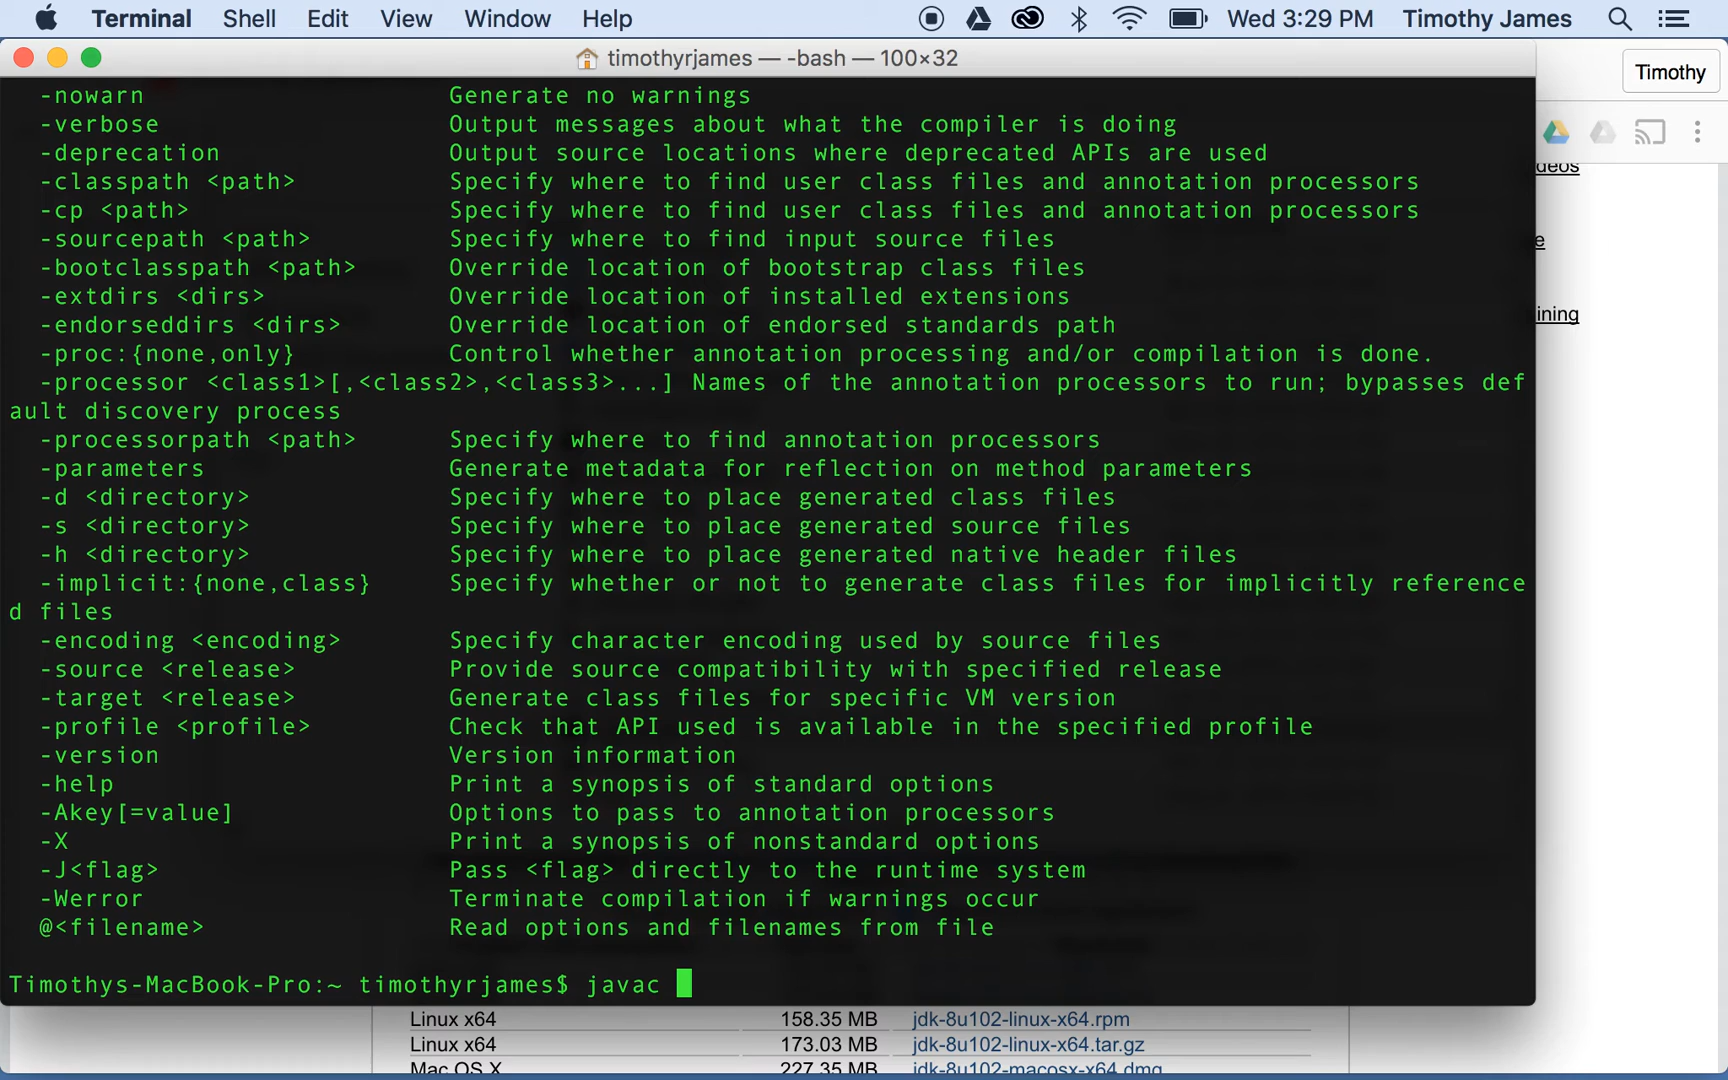 Terminal Shell Edit View Window Help Wed 3:29 PM Timothy James
timothyrjames — -bash — 100×32
Timothy
-nowarn Generate no warnings
-verbose Output messages about what the compiler is doing
-deprecation Output source locations where deprecated APIs are used
deos
-classpath <path> Specify where to find user class files and annotation processors
-cp <path> Specify where to find user class files and annotation processors
-sourcepath <path> Specify where to find input source files
e
-bootclasspath <path> Override location of bootstrap class files
-extdirs <dirs> Override location of installed extensions
ining
-endorseddirs <dirs> Override location of endorsed standards path
-proc:{none,only} Control whether annotation processing and/or compilation is done.
-processor <class1>[,<class2>,<class3>...] Names of the annotation processors to run; bypasses def
ault discovery process
-processorpath <path> Specify where to find annotation processors
-parameters Generate metadata for reflection on method parameters
-d <directory> Specify where to place generated class files
-s <directory> Specify where to place generated source files
-h <directory> Specify where to place generated native header files
-implicit:{none,class} Specify whether or not to generate class files for implicitly reference
d files
-encoding <encoding> Specify character encoding used by source files
-source <release> Provide source compatibility with specified release
-target <release> Generate class files for specific VM version
-profile <profile> Check that API used is available in the specified profile
-version Version information
-help Print a synopsis of standard options
-Akey[=value] Options to pass to annotation processors
-X Print a synopsis of nonstandard options
-J<flag> Pass <flag> directly to the runtime system
-Werror Terminate compilation if warnings occur
@<filename> Read options and filenames from file
Timothys-MacBook-Pro:~ timothyrjames$ javac
Linux x64 158.35 MB jdk-8u102-linux-x64.rpm
Linux x64 173.03 MB jdk-8u102-linux-x64.tar.gz
Mac OS X 227.35 MB jdk-8u102-macosx-x64.dmg